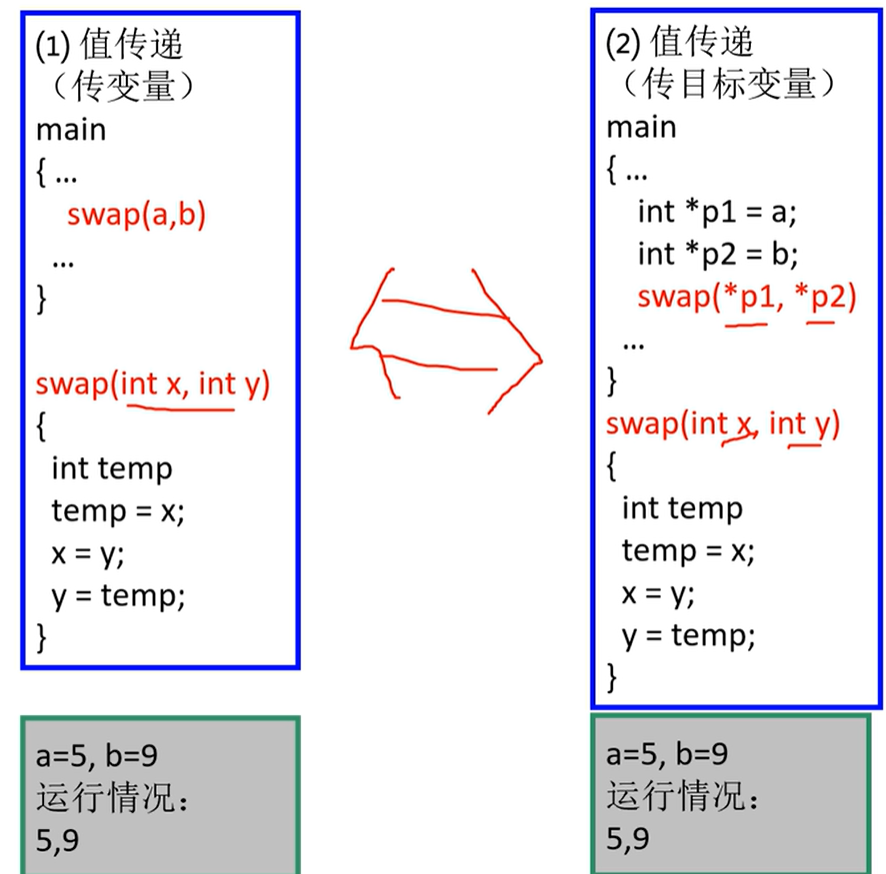 (1) 值传递
（传变量）
main
{ ...
swap(a,b)
...
}
swap(int x, int y)
{
int temp
temp = x;
x = y;
y = temp;
}
a=5, b=9
运行情况：
5,9
(2) 值传递
（传目标变量）
main
{ ...
int *p1 = a;
int *p2 = b;
swap(*p1, *p2)
...
}
swap(int x, int y)
{
int temp
temp = x;
x = y;
y = temp;
}
a=5, b=9
运行情况：
5,9